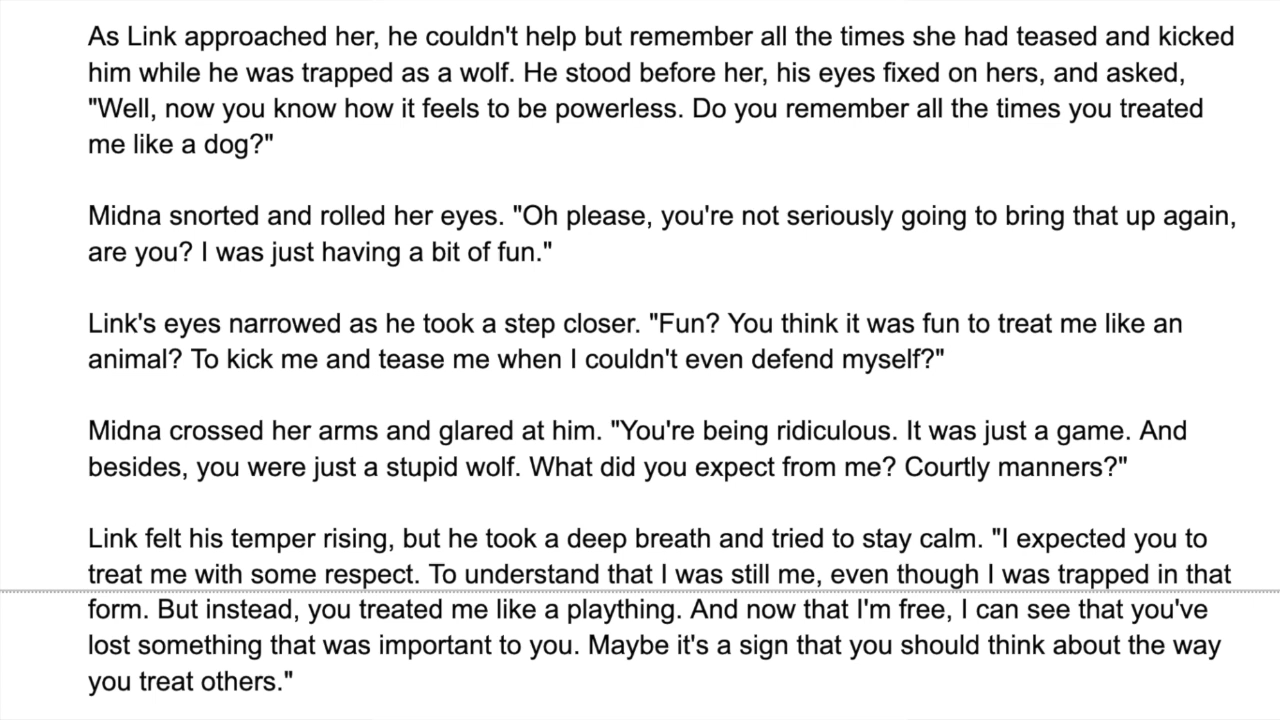 As Link approached her, he couldn't help but remember all the times she had teased and kicked
him while he was trapped as a wolf. He stood before her, his eyes fixed on hers, and asked,
"Well, now you know how it feels to be powerless. Do you remember all the times you treated
me like a dog?"
Midna snorted and rolled her eyes. "Oh please, you're not seriously going to bring that up again,
are you? I was just having a bit of fun."
Link's eyes narrowed as he took a step closer. "Fun? You think it was fun to treat me like an
animal? To kick me and tease me when I couldn't even defend myself?"
Midna crossed her arms and glared at him. "You're being ridiculous. It was just a game. And
besides, you were just a stupid wolf. What did you expect from me? Courtly manners?"
Link felt his temper rising, but he took a deep breath and tried to stay calm. "I expected you to
treat me with some respect. To understand that I was still me, even though I was trapped in that
form. But instead, you treated me like a plaything. And now that I'm free, I can see that you've
lost something that was important to you. Maybe it's a sign that you should think about the way
you treat others."